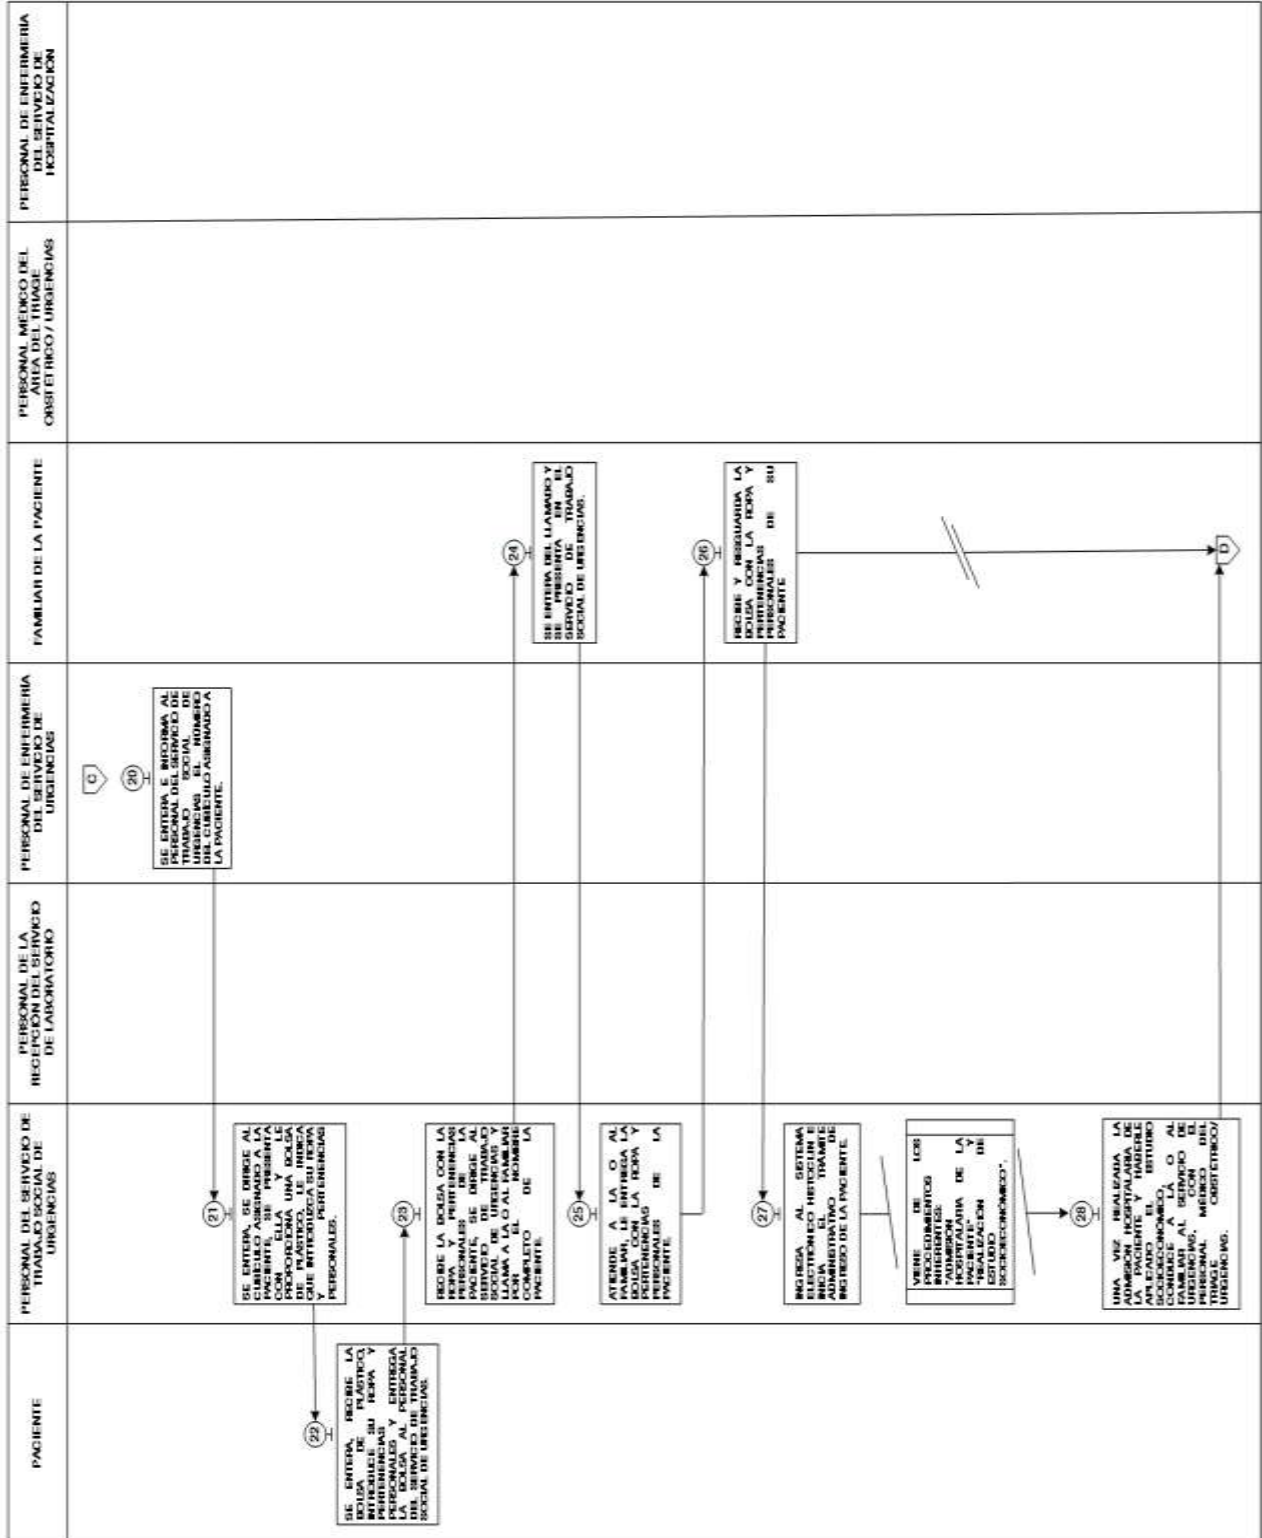 PACIENTE
PERSONAL DEL SERVICIO DE
TRABAJO SOCIAL DE
URGENCIAS
PERSONAL DE LA
RECEPCIÓN DEL SERVICIO
DE LABORATORIO
PERSONAL DE ENFERMERÍA
DEL SERVICIO DE
URGENCIAS
FAMILIAR DE LA PACIENTE
PERSONAL MÉDICO DEL
ÁREA DEL TRIAGE
OBSTÉTRICO / URGENCIAS
PERSONAL DE ENFERMERÍA
DEL SERVICIO DE
HOSPITALIZACIÓN
C
20
SE ENTERA E INFORMA AL
PERSONAL DEL SERVICIO DE
TRABAJO SOCIAL DE
URGENCIAS EL NÚMERO
DEL CUBÍCULO ASIGNADO A
LA PACIENTE.
21
SE ENTERA, SE DIRIGE AL
CUBÍCULO ASIGNADO A LA
PACIENTE, SE PRESENTA
CON ELLA Y LE
PROPORCIONA UNA BOLSA
DE PLÁSTICO, LE INDICA
QUE INTRODUZCA SU ROPA
Y PERTENENCIAS
PERSONALES.
22
SE ENTERA, RECIBE LA
BOLSA DE PLÁSTICO,
INTRODUCE SU ROPA Y
PERTENENCIAS
PERSONALES Y ENTREGA
LA BOLSA AL PERSONAL
DEL SERVICIO DE TRABAJO
SOCIAL DE URGENCIAS.
23
RECIBE LA BOLSA CON LA
ROPA Y PERTENENCIAS
PERSONALES DE LA
PACIENTE, SE DIRIGE AL
SERVICIO DE TRABAJO
SOCIAL DE URGENCIAS Y
LLAMA A LA O AL FAMILIAR
POR EL NOMBRE
COMPLETO DE LA
PACIENTE.
24
SE ENTERA DEL LLAMADO Y
SE PRESENTA EN EL
SERVICIO DE TRABAJO
SOCIAL DE URGENCIAS.
25
ATIENDE A LA O AL
FAMILIAR, LE ENTREGA LA
BOLSA CON LA ROPA Y
PERTENENCIAS
PERSONALES DE LA
PACIENTE.
26
RECIBE Y RESGUARDA LA
BOLSA CON LA ROPA Y
PERTENENCIAS
PERSONALES DE SU
PACIENTE
27
INGRESA AL SISTEMA
ELECTRÓNICO HISTOCLIN E
INICIA EL TRÁMITE
ADMINISTRATIVO DE
INGRESO DE LA PACIENTE.
VIENE DE LOS
PROCEDIMIENTOS
INHERENTES:
"ADMISIÓN
HOSPITALARIA DE LA
PACIENTE" Y
"REALIZACIÓN DE
ESTUDIO
SOCIOECONÓMICO".
28
UNA VEZ REALIZADA LA
ADMISIÓN HOSPITALARIA DE
LA PACIENTE Y HABERLE
APLICADO EL ESTUDIO
SOCIOECONÓMICO,
CONDUCE A LA O AL
FAMILIAR AL SERVICIO DE
URGENCIAS, CON EL
PERSONAL MÉDICO DEL
TRIAGE OBSTÉTRICO/
URGENCIAS.
D